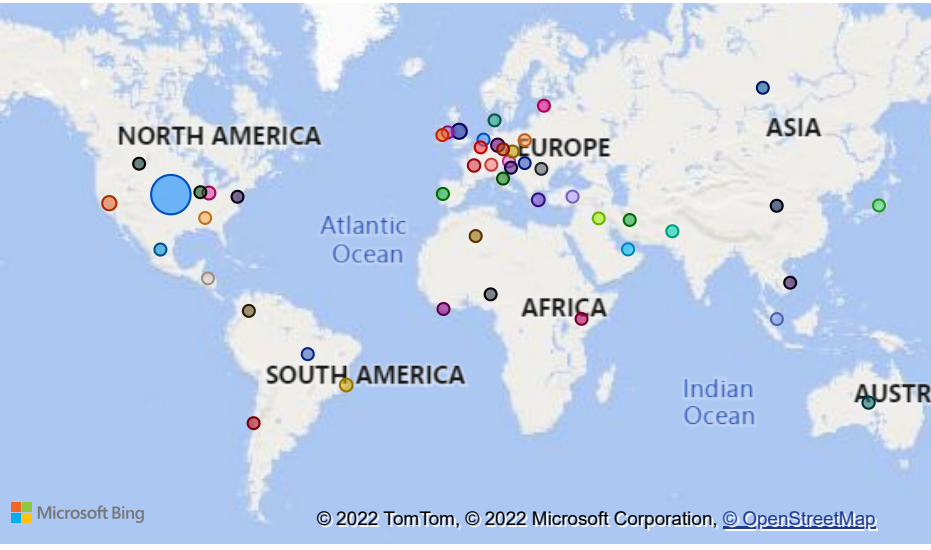 NORTH AMERICA
EUROPE
ASIA
Atlantic
Ocean
AFRICA
SOUTH AMERICA
Indian
Ocean
AUSTR
Microsoft Bing
© 2022 TomTom, © 2022 Microsoft Corporation, © OpenStreetMap